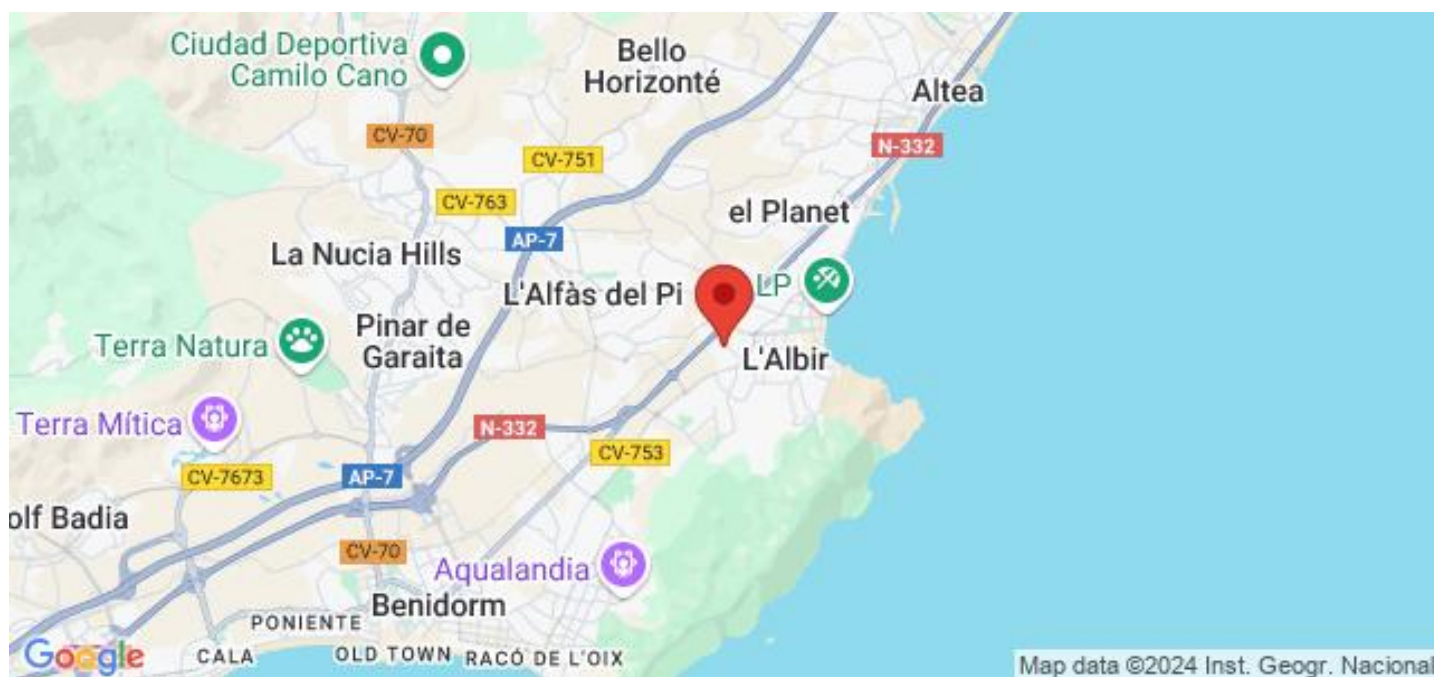 Ciudad Deportiva
Camilo Cano
Bello
Horizonté
Altea
CV-70
N-332
CV-751
CV-763
el Planet
AP-7
La Nucia Hills
L'Alfàs del Pi
LP
Terra Natura
Pinar de
Garaita
L'Albir
Terra Mítica
N-332
CV-753
CV-7673
AP-7
olf Badia
CV-70
Aqualandia
Benidorm
PONIENTE
Google
CALA
OLD TOWN
RACÓ DE L'OIX
Map data ©2024 Inst. Geogr. Nacional